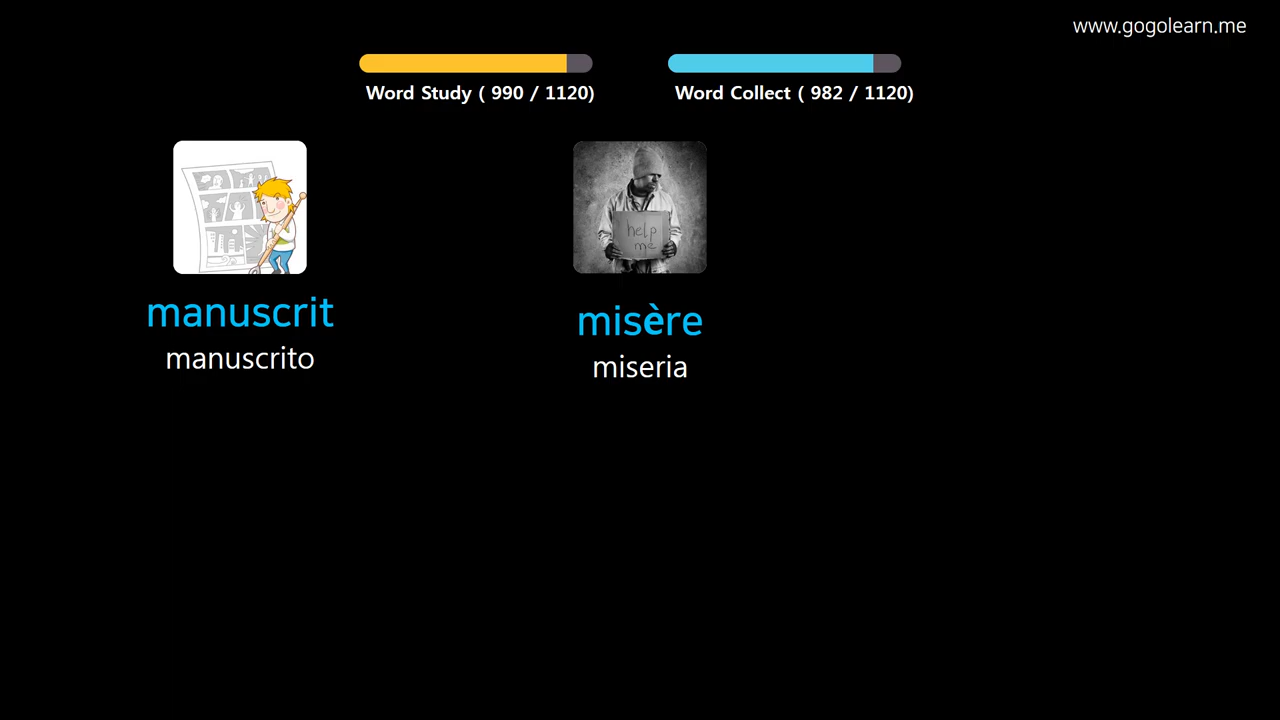 www.gogolearn.me
Word Study ( 990 / 1120)
Word Collect ( 982 / 1120)
help
me
manuscrit
manuscrito
misère
miseria